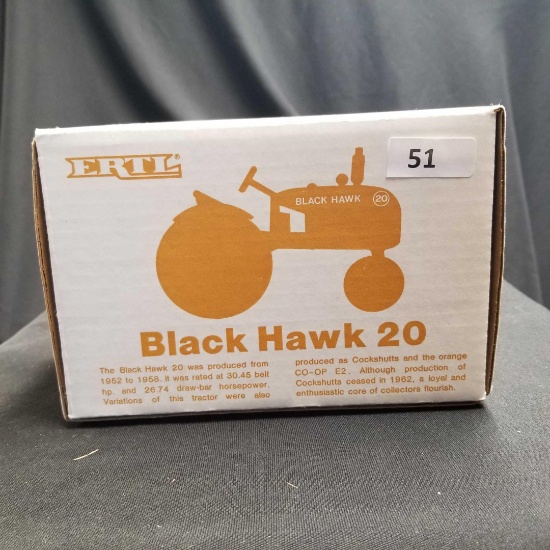 ERTL®
51
BLACK HAWK 20
Black Hawk 20
The Black Hawk 20 was produced from
1952 to 1958. It was rated at 30.45 belt
hp. and 26.74 draw-bar horsepower.
Variations of this tractor were also
produced as Cockshutts and the orange
CO-OP E2. Although production of
Cockshutts ceased in 1962, a loyal and
enthusiastic core of collectors flourish.